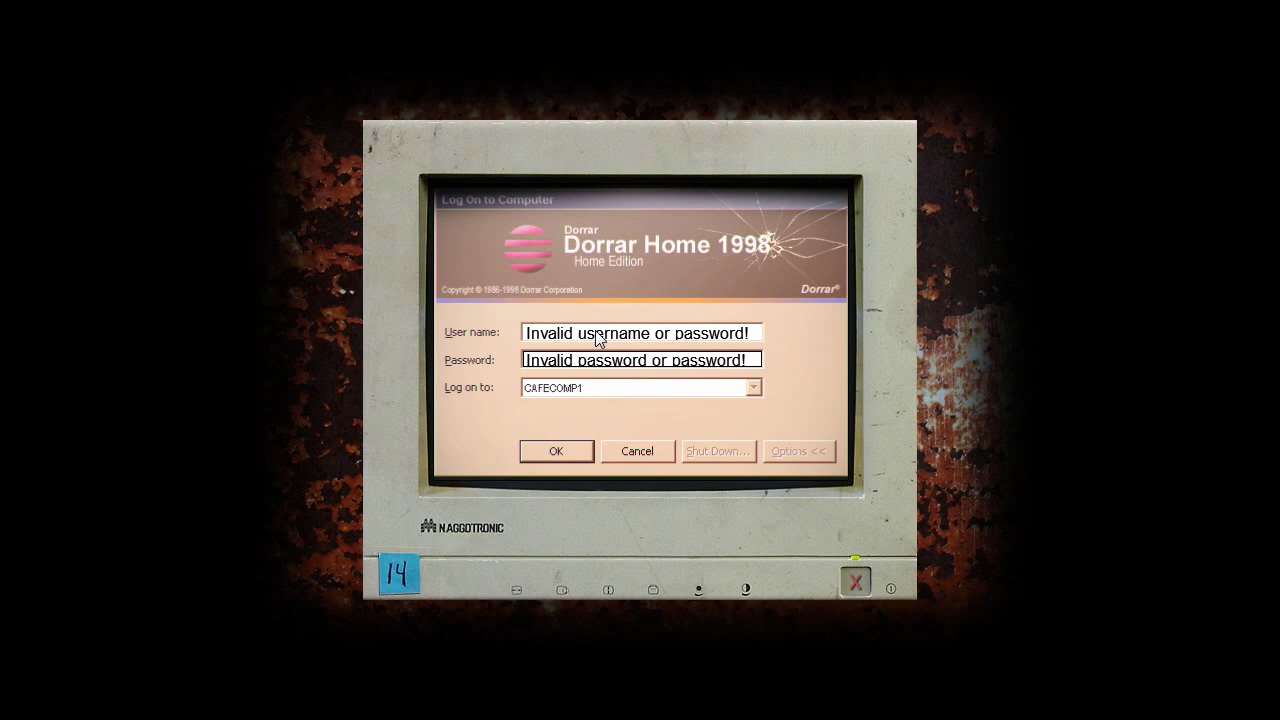 Log On to Computer
Dorrar
Dorrar Home 1998
Home Edition
Copyright © 1986-1998 Dorrar Corporation
Dorrar®
User name: Invalid username or password!
Password: Invalid password or password!
Log on to: CAFECOMP1
OK Cancel Shut Down... Options <<
NAGGOTRONIC
14
X